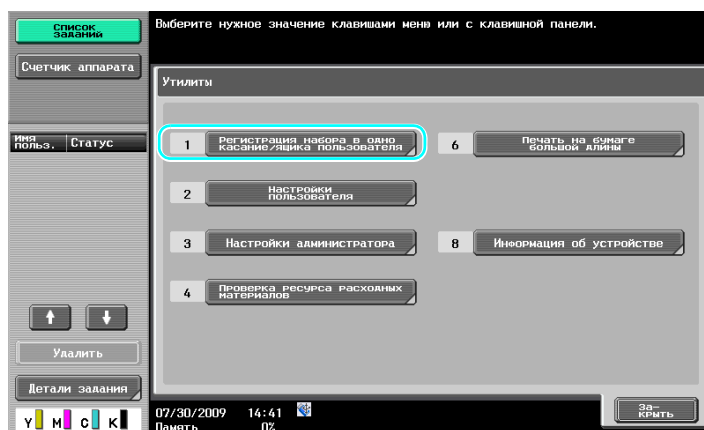 Список
заданий
Выберите нужное значение клавишами меню или с клавишной панели.
Счетчик аппарата
Утилиты
Имя
польз.
Статус
1
Регистрация набора в одно
касание/ящика пользователя
6
Печать на бумаге
большой длины
2
Настройки
пользователя
3
Настройки администратора
8
Информация об устройстве
4
Проверка ресурса расходных
материалов
Удалить
Детали задания
Y M C K
07/30/2009 14:41
Память 0%
За-
крыть